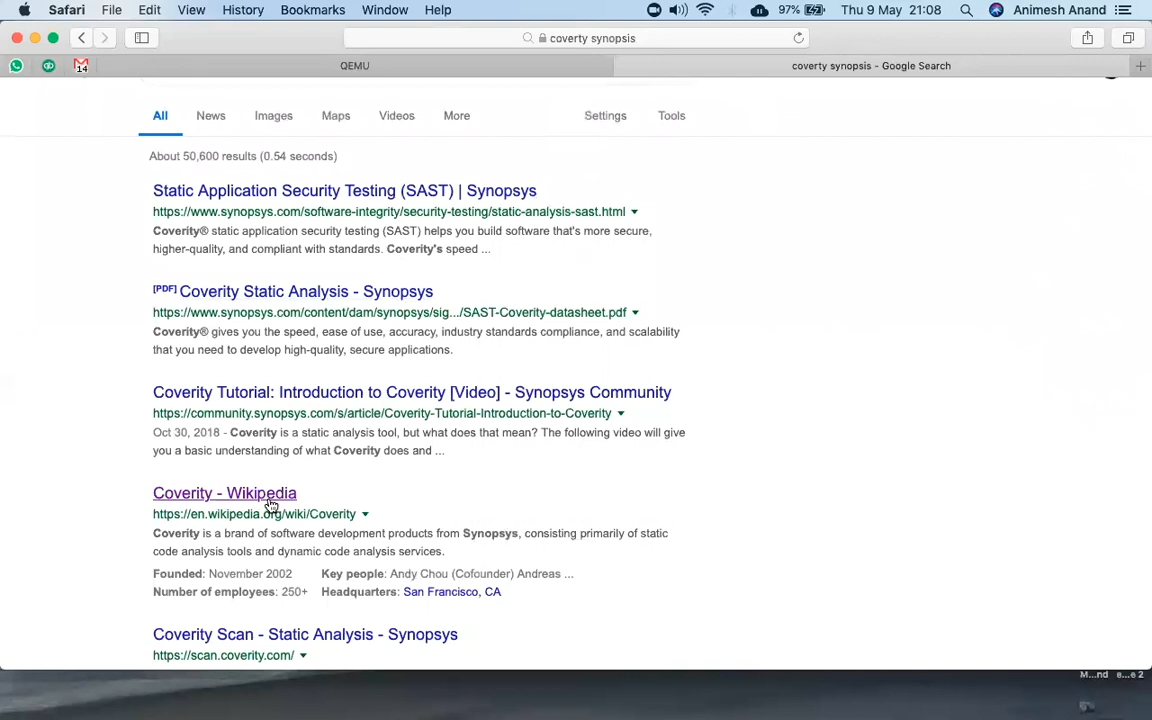 Safari File Edit View History Bookmarks Window Help 97% Thu 9 May 21:08 Animesh Anand
coverty synopsis
14 QEMU coverty synopsis - Google Search +
All News Images Maps Videos More Settings Tools
About 50,600 results (0.54 seconds)
Static Application Security Testing (SAST) | Synopsys
https://www.synopsys.com/software-integrity/security-testing/static-analysis-sast.html
Coverity® static application security testing (SAST) helps you build software that's more secure,
higher-quality, and compliant with standards. Coverity's speed ...
[PDF] Coverity Static Analysis - Synopsys
https://www.synopsys.com/content/dam/synopsys/sig.../SAST-Coverity-datasheet.pdf
Coverity® gives you the speed, ease of use, accuracy, industry standards compliance, and scalability
that you need to develop high-quality, secure applications.
Coverity Tutorial: Introduction to Coverity [Video] - Synopsys Community
https://community.synopsys.com/s/article/Coverity-Tutorial-Introduction-to-Coverity
Oct 30, 2018 - Coverity is a static analysis tool, but what does that mean? The following video will give
you a basic understanding of what Coverity does and ...
Coverity - Wikipedia
https://en.wikipedia.org/wiki/Coverity
Coverity is a brand of software development products from Synopsys, consisting primarily of static
code analysis tools and dynamic code analysis services.
Founded: November 2002 Key people: Andy Chou (Cofounder) Andreas ...
Number of employees: 250+ Headquarters: San Francisco, CA
Coverity Scan - Static Analysis - Synopsys
https://scan.coverity.com/
M...nd e...e 2